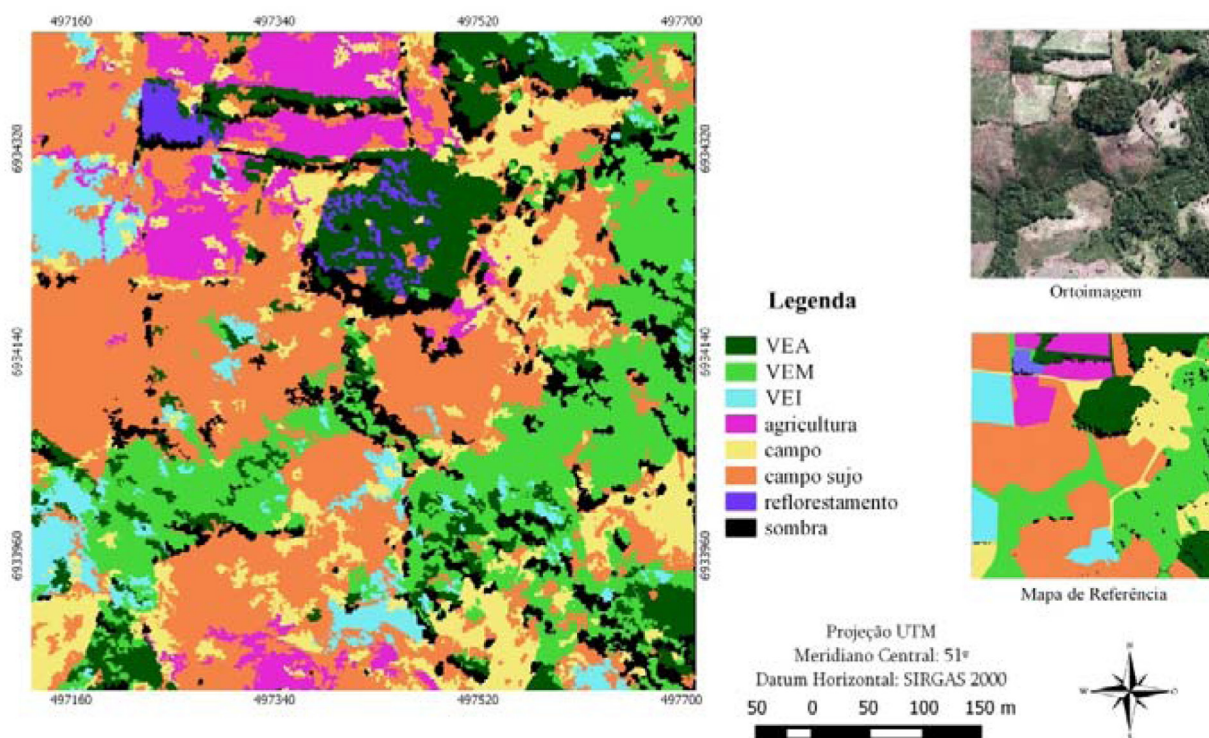 497160 497340 497520 497700
6934320
6934140
6933960
6934320
6934140
6933960
497160 497340 497520 497700
Ortoimagem
Legenda
VEA
VEM
VEI
agricultura
campo
campo sujo
reflorestamento
sombra
Mapa de Referência
Projeção UTM
Meridiano Central: 51º
Datum Horizontal: SIRGAS 2000
50 0 50 100 150 m
N
W O
S